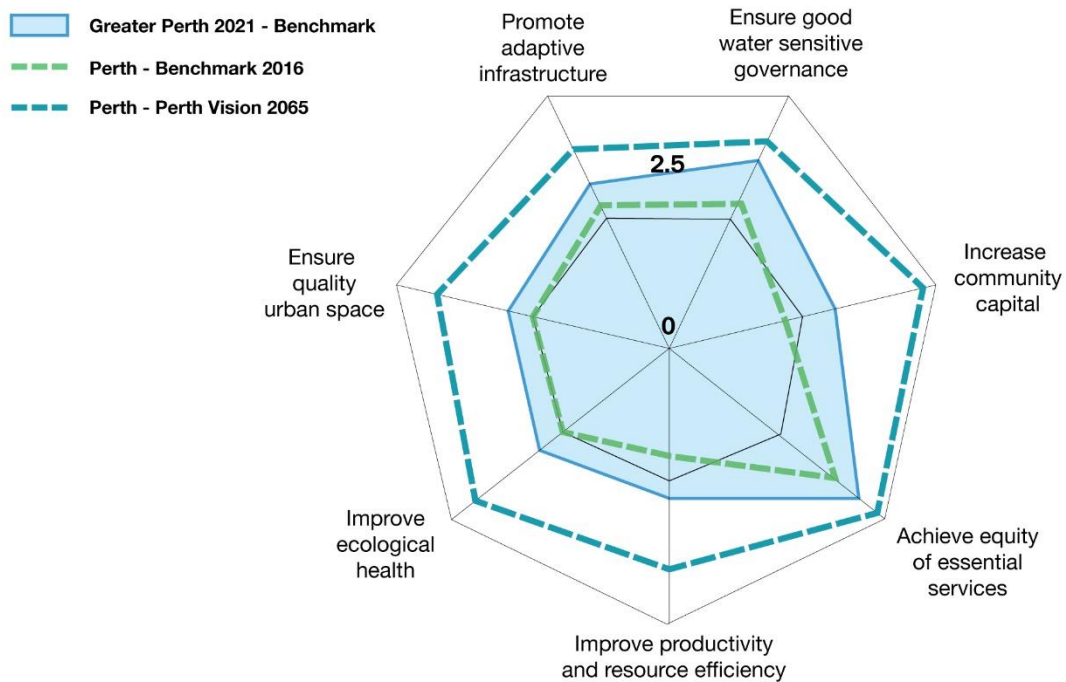 Greater Perth 2021 - Benchmark
Perth - Benchmark 2016
Perth - Perth Vision 2065
Promote
adaptive
infrastructure
Ensure good
water sensitive
governance
2.5
Ensure
quality
urban space
Increase
community
capital
0
Improve
ecological
health
Achieve equity
of essential
services
Improve productivity
and resource efficiency